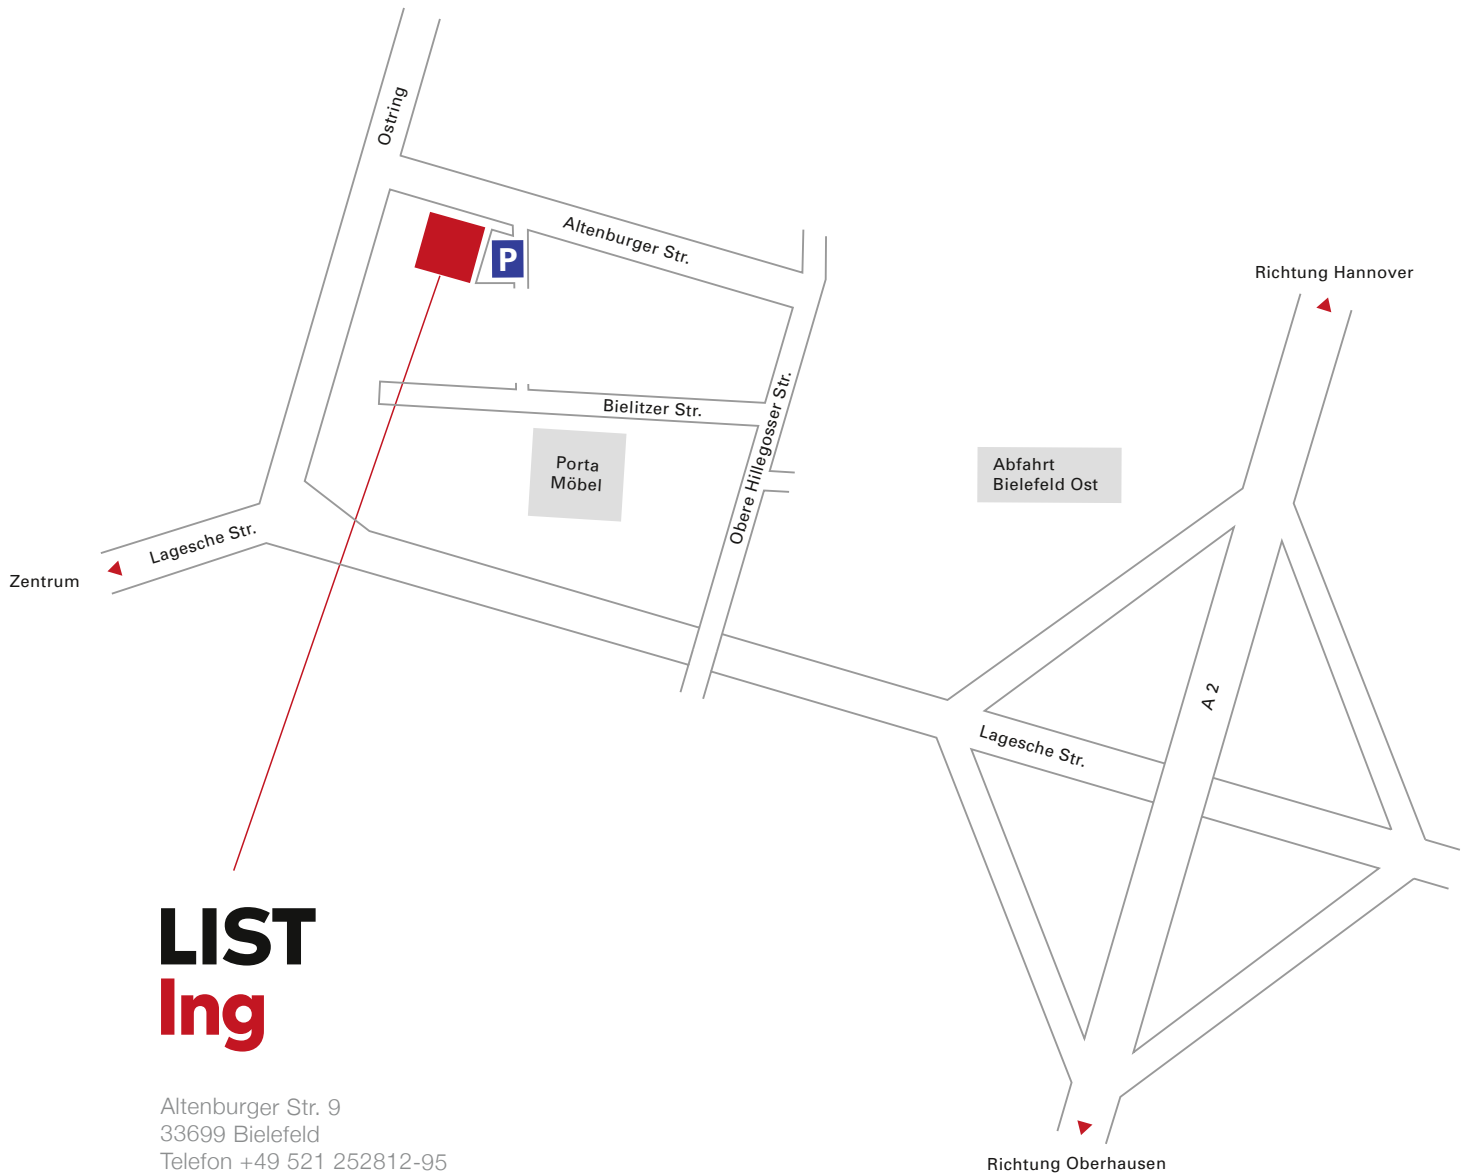 Ostring
P
Altenburger Str.
Richtung Hannover
Bielitzer Str.
Obere Hillegosser Str.
Porta
Möbel
Abfahrt
Bielefeld Ost
Lagesche Str.
Zentrum
A 2
Lagesche Str.
LIST
Ing
Altenburger Str. 9
33699 Bielefeld
Telefon +49 521 252812-95
Richtung Oberhausen